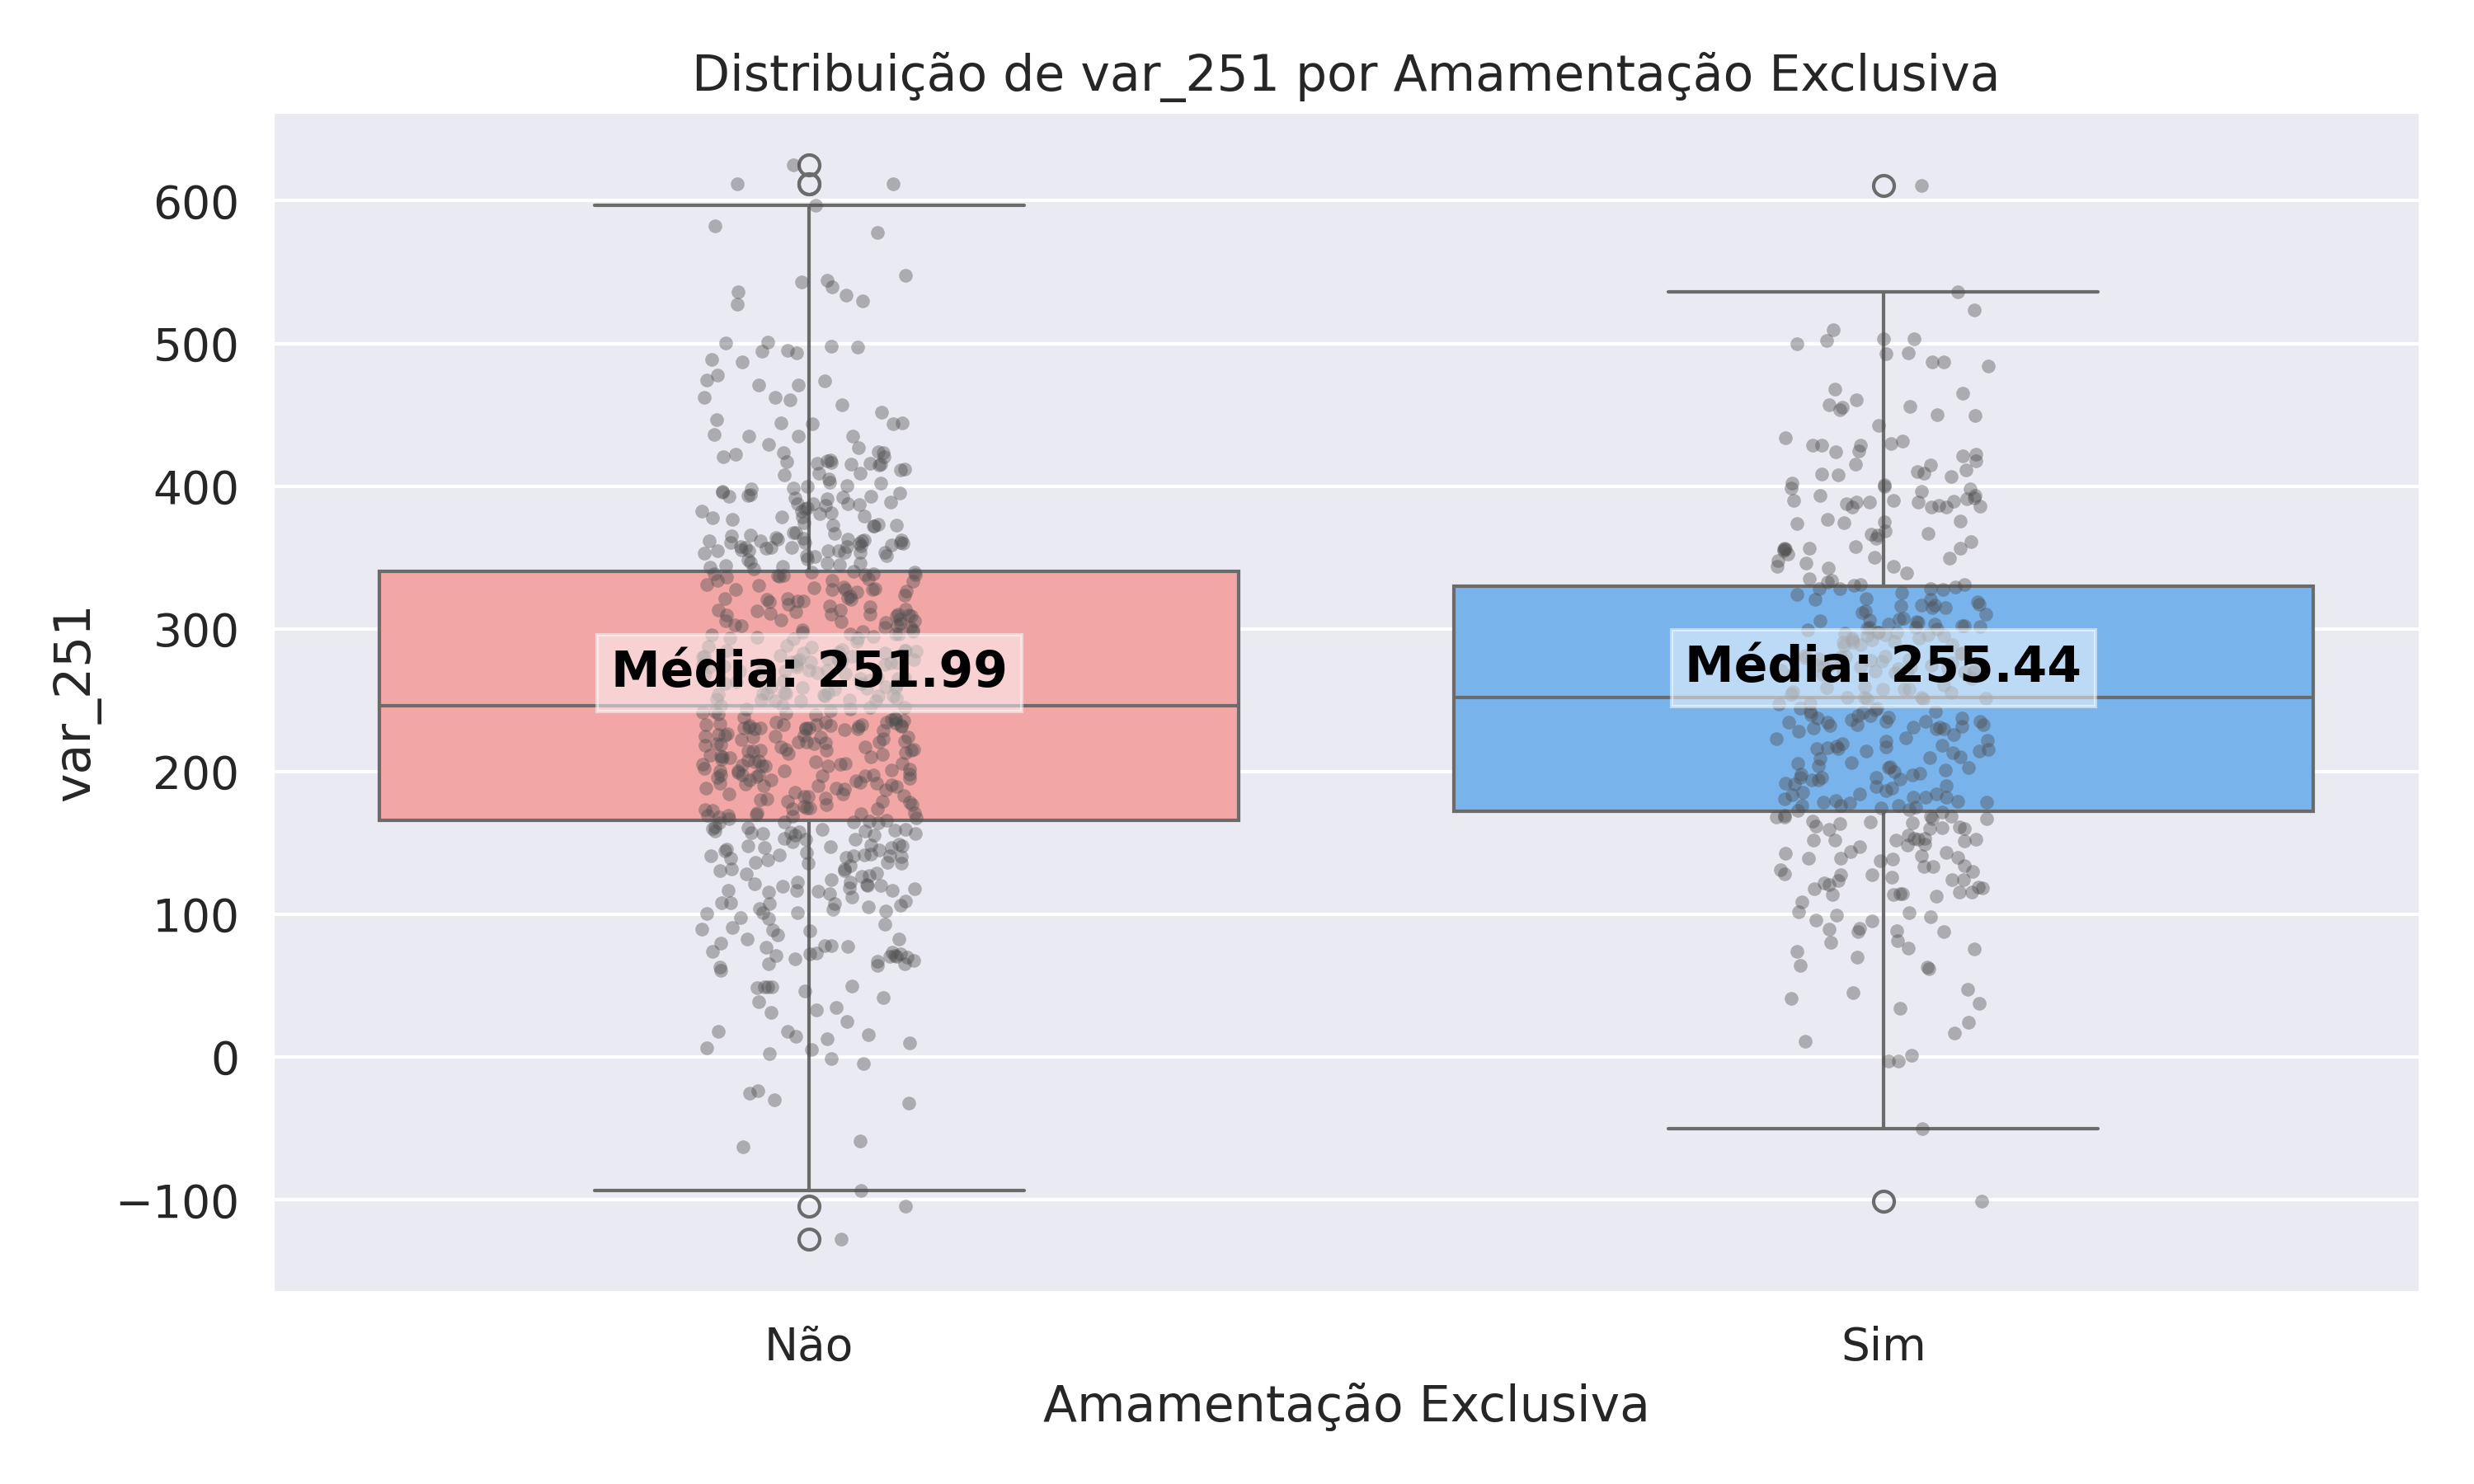 Distribuição de var_251 por Amamentação Exclusiva
var_251
600
500
400
300
200
100
0
−100
Média: 251.99
Média: 255.44
Não
Sim
Amamentação Exclusiva